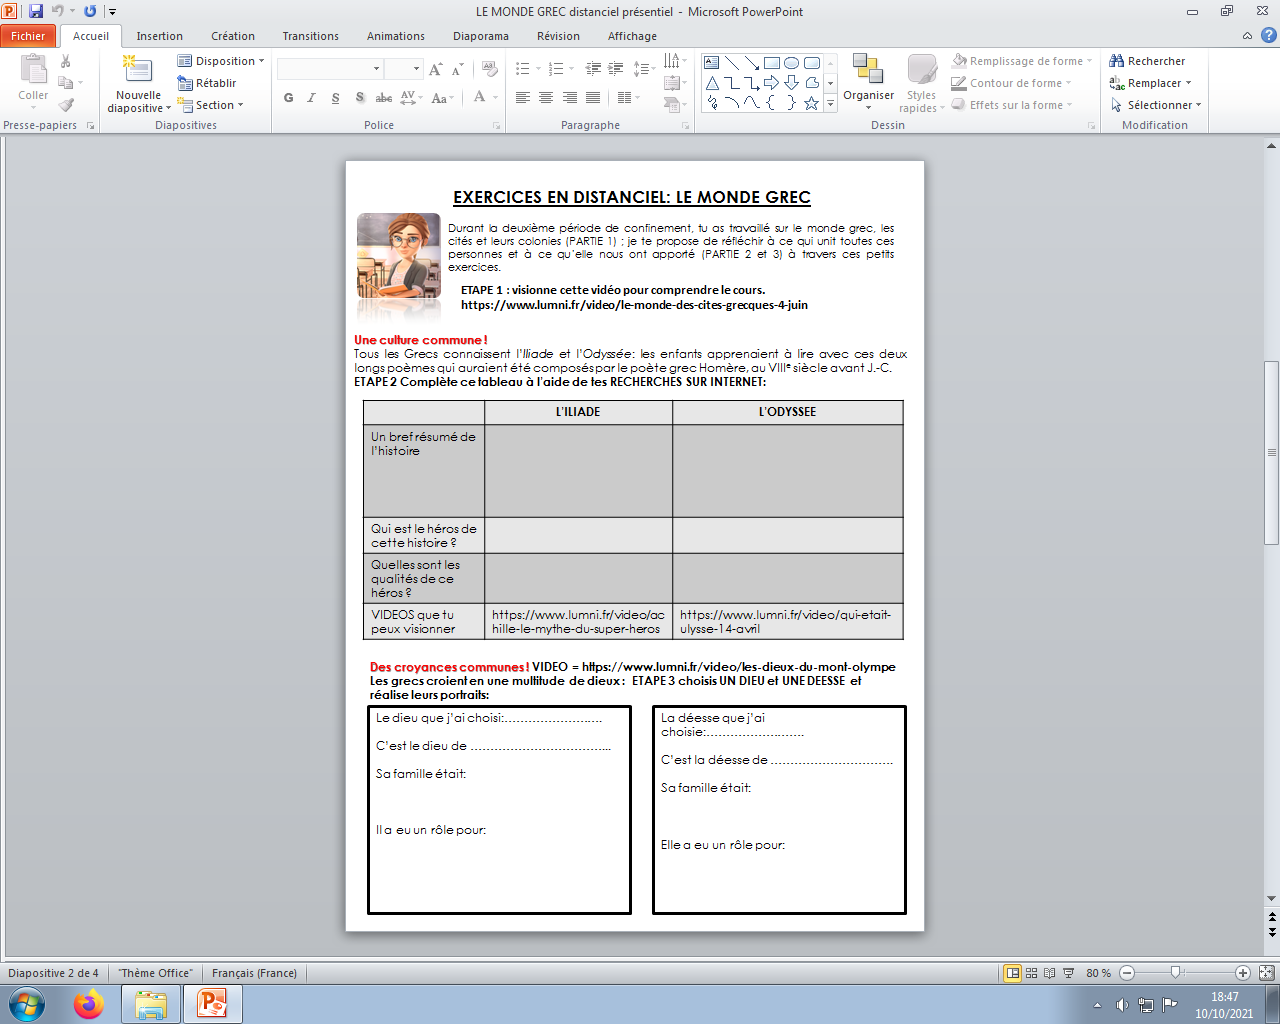 LE MONDE GREC distanciel présentiel - Microsoft PowerPoint
Fichier Accueil Insertion Création Transitions Animations Diaporama Révision Affichage
Coller
Nouvelle diapositive
Disposition
Rétablir
Section
G I S S abc AV Aa A
Organiser
Styles rapides
Remplissage de forme
Contour de forme
Effets sur la forme
Rechercher
Remplacer
Sélectionner
Presse-papiers Diapositives Police Paragraphe Dessin Modification
EXERCICES EN DISTANCIEL: LE MONDE GREC
Durant la deuxième période de confinement, tu as travaillé sur le monde grec, les
cités et leurs colonies (PARTIE 1) ; je te propose de réfléchir à ce qui unit toutes ces
personnes et à ce qu'elle nous ont apporté (PARTIE 2 et 3) à travers ces petits
exercices.
ETAPE 1 : visionne cette vidéo pour comprendre le cours.
https://www.lumni.fr/video/le-monde-des-cites-grecques-4-juin
Une culture commune !
Tous les Grecs connaissent l'Iliade et l'Odyssée: les enfants apprenaient à lire avec ces deux
longs poèmes qui auraient été composés par le poète grec Homère, au VIIIe siècle avant J.-C.
ETAPE 2 Complète ce tableau à l'aide de tes RECHERCHES SUR INTERNET:
L'ILIADE L'ODYSSEE
Un bref résumé de
l'histoire
Qui est le héros de
cette histoire ?
Quelles sont les
qualités de ce
héros ?
VIDEOS que tu
peux visionner
https://www.lumni.fr/video/ac
hille-le-mythe-du-super-heros
https://www.lumni.fr/video/qui-etait-
ulysse-14-avril
Des croyances communes ! VIDEO = https://www.lumni.fr/video/les-dieux-du-mont-olympe
Les grecs croient en une multitude de dieux : ETAPE 3 choisis UN DIEU et UNE DEESSE et
réalise leurs portraits:
Le dieu que j'ai choisi:.........................
C'est le dieu de ...................................
Sa famille était:
Il a eu un rôle pour:
La déesse que j'ai
choisie:.........................
C'est la déesse de ...............................
Sa famille était:
Elle a eu un rôle pour:
Diapositive 2 de 4 "Thème Office" Français (France) 80 %
18:47
10/10/2021